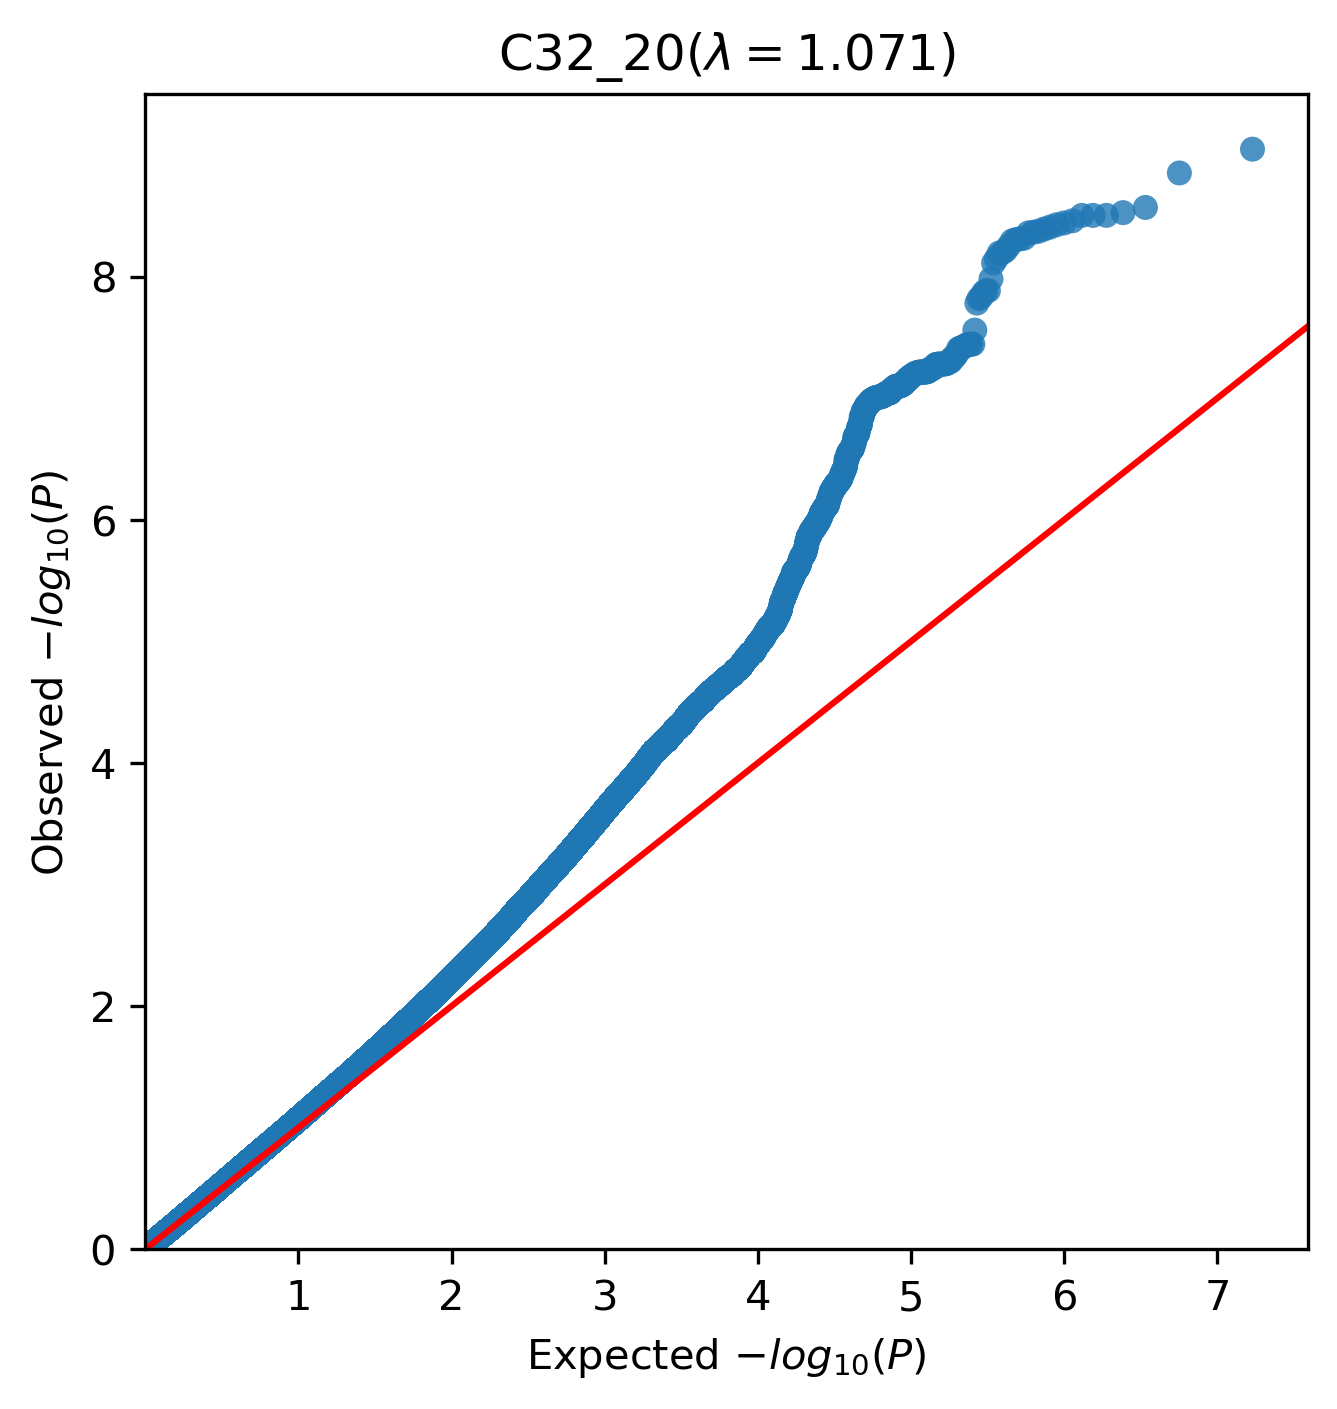 C32_20(λ = 1.071)
Observed −log₁₀(P)
8
6
4
2
0
1 2 3 4 5 6 7
Expected −log₁₀(P)